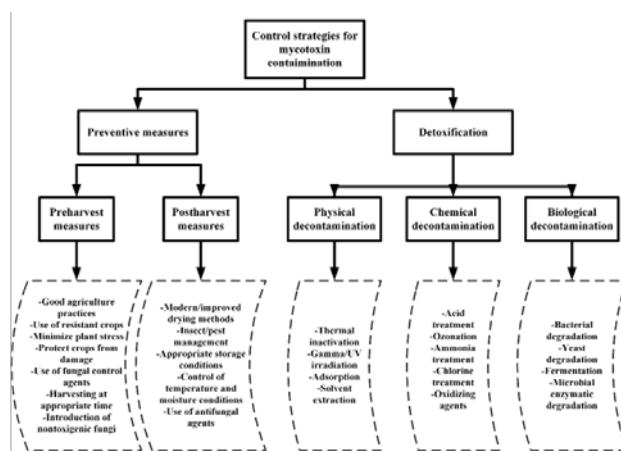 Control strategies for
mycotoxin
contaimination
Preventive measures
Detoxification
Preharvest
measures
Postharvest
measures
Physical
decontamination
Chemical
decontamination
Biological
decontamination
-Good agriculture
practices
-Use of resistant crops
-Minimize plant stress
-Protect crops from
damage
-Use of fungal control
agents
-Harvesting at
appropriate time
-Introduction of
nontoxigenic fungi
-Modern/improved
drying methods
-Insect/pest
management
-Appropriate storage
conditions
-Control of
temperature and
moisture conditions
-Use of antifungal
agents
-Thermal
inactivation
-Gamma/UV
irradiation
-Adsorption
-Solvent
extraction
-Acid
treatment
-Ozonation
-Ammonia
treatment
-Chlorine
treatment
-Oxidizing
agents
-Bacterial
degradation
-Yeast
degradation
-Fermentation
-Microbial
enzymatic
degradation